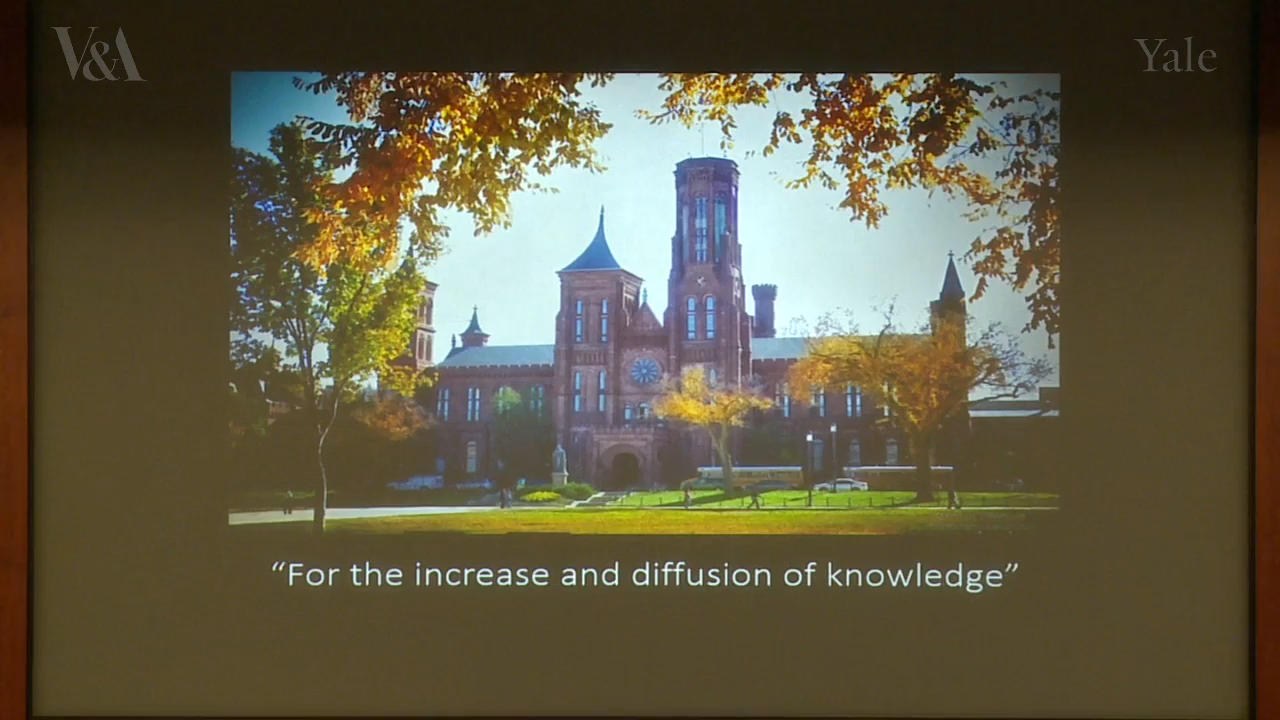 V&A
Yale
“For the increase and diffusion of knowledge”